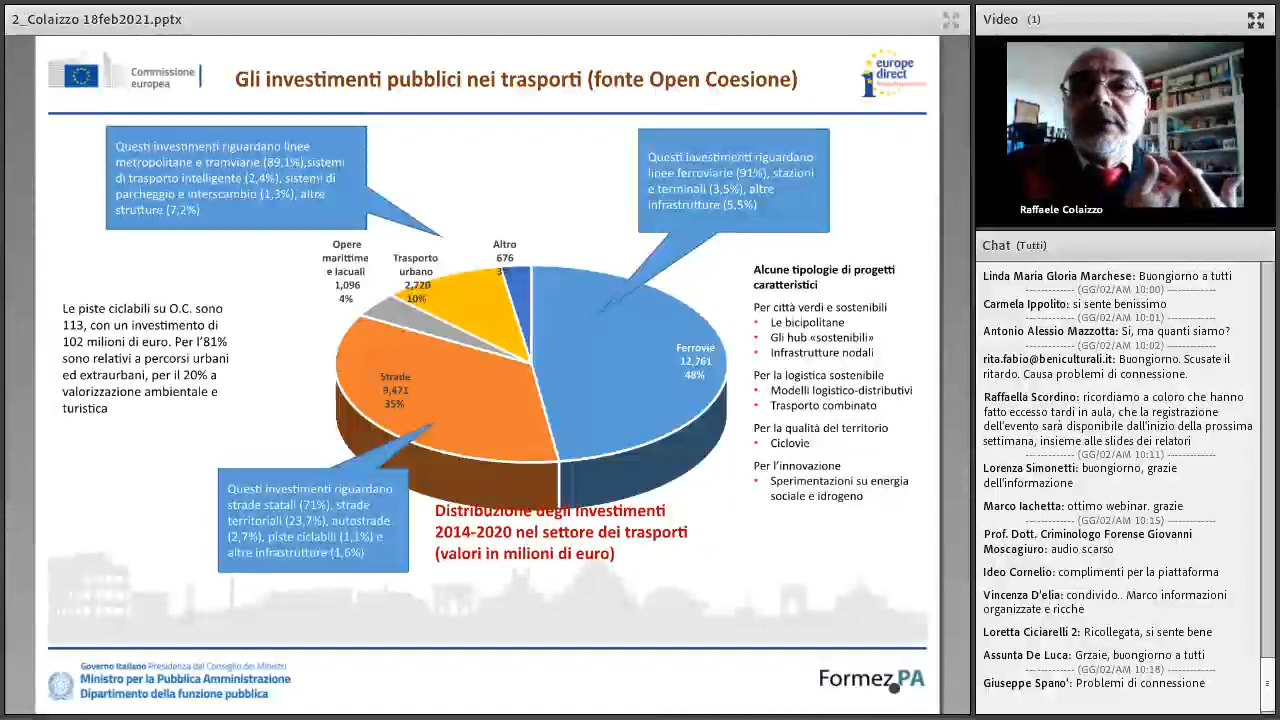 2_Colaizzo 18feb2021.pptx
Commissione
europea
Gli investimenti pubblici nei trasporti (fonte Open Coesione)
europe
direct
Questi investimenti riguardano linee
metropolitane e tramviarie (89,1%),sistemi
di trasporto intelligente (2,4%), sistemi di
parcheggio e interscambio (1,3%), altre
strutture (7,2%)
Questi investimenti riguardano
linee ferroviarie (91%), stazioni
e terminali (3,5%), altre
infrastrutture (5,5%)
Opere
marittime
e lacuali
1,096
4%
Trasporto
urbano
2,720
10%
Altro
676
3%
Ferrovie
12,761
48%
Strade
9,471
35%
Le piste ciclabili su O.C. sono
113, con un investimento di
102 milioni di euro. Per l'81%
sono relativi a percorsi urbani
ed extraurbani, per il 20% a
valorizzazione ambientale e
turistica
Alcune tipologie di progetti
caratteristici
Per città verdi e sostenibili
• Le bicipolitane
• Gli hub «sostenibili»
• Infrastrutture nodali
Per la logistica sostenibile
• Modelli logistico-distributivi
• Trasporto combinato
Per la qualità del territorio
• Ciclovie
Per l'innovazione
• Sperimentazioni su energia
sociale e idrogeno
Questi investimenti riguardano
strade statali (71%), strade
territoriali (23,7%), autostrade
(2,7%), piste ciclabili (1,1%) e
altre infrastrutture (1,6%)
Distribuzione degli investimenti
2014-2020 nel settore dei trasporti
(valori in milioni di euro)
Governo Italiano Presidenza del Consiglio dei Ministri
Ministro per la Pubblica Amministrazione
Dipartimento della funzione pubblica
Formez PA
Video (1)
Raffaele Colaizzo
Chat (Tutti)
Linda Maria Gloria Marchese: Buongiorno a tutti
------------- (GG/02/AM 10:00) -------------
Carmela Ippolito: si sente benissimo
------------- (GG/02/AM 10:01) -------------
Antonio Alessio Mazzotta: Si, ma quanti siamo?
------------- (GG/02/AM 10:02) -------------
rita.fabio@beniculturali.it: Buongiorno. Scusate il
ritardo. Causa problemi di connessione.
Raffaella Scordino: ricordiamo a coloro che hanno
fatto eccesso tardi in aula, che la registrazione
dell'evento sarà disponibile dall'inizio della prossima
settimana, insieme alle slides dei relatori
------------- (GG/02/AM 10:11) -------------
Lorenza Simonetti: buongiorno, grazie
dell'informazione
Marco Iachetta: ottimo webinar. grazie
------------- (GG/02/AM 10:15) -------------
Prof. Dott. Criminologo Forense Giovanni
Moscagiuro: audio scarso
Ideo Cornelio: complimenti per la piattaforma
Vincenza D'elia: condivido.. Marco informazioni
organizzate e ricche
Loretta Ciciarelli 2: Ricollegata, si sente bene
Assunta De Luca: Grzaie, buongiorno a tutti
------------- (GG/02/AM 10:18) -------------
Giuseppe Spano': Problemi di connessione